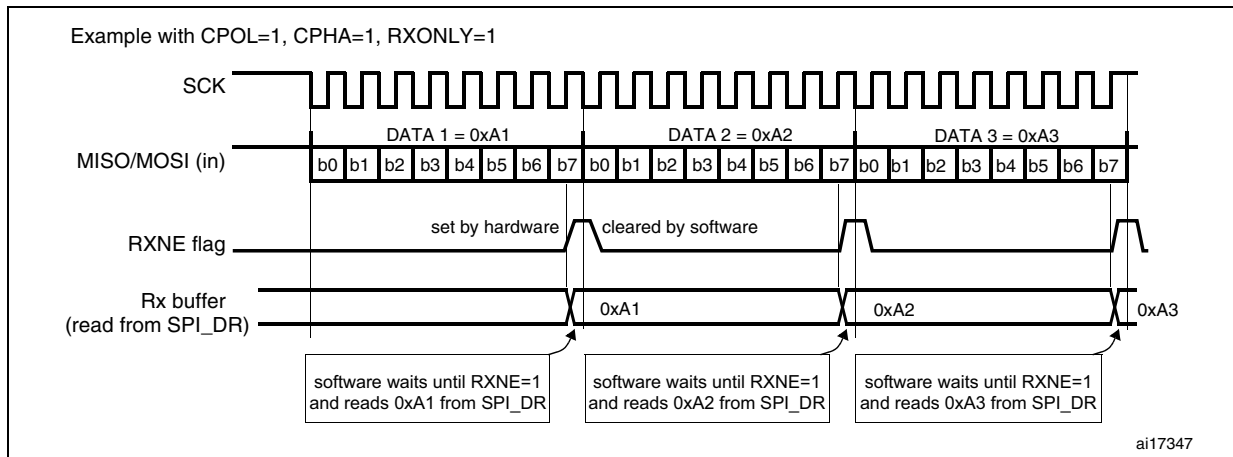 Example with CPOL=1, CPHA=1, RXONLY=1
SCK
DATA 1 = 0xA1 DATA 2 = 0xA2 DATA 3 = 0xA3
MISO/MOSI (in) b0 b1 b2 b3 b4 b5 b6 b7 b0 b1 b2 b3 b4 b5 b6 b7 b0 b1 b2 b3 b4 b5 b6 b7
set by hardware cleared by software
RXNE flag
Rx buffer
(read from SPI_DR)
0xA1 0xA2 0xA3
software waits until RXNE=1
and reads 0xA1 from SPI_DR
software waits until RXNE=1
and reads 0xA2 from SPI_DR
software waits until RXNE=1
and reads 0xA3 from SPI_DR
ai17347